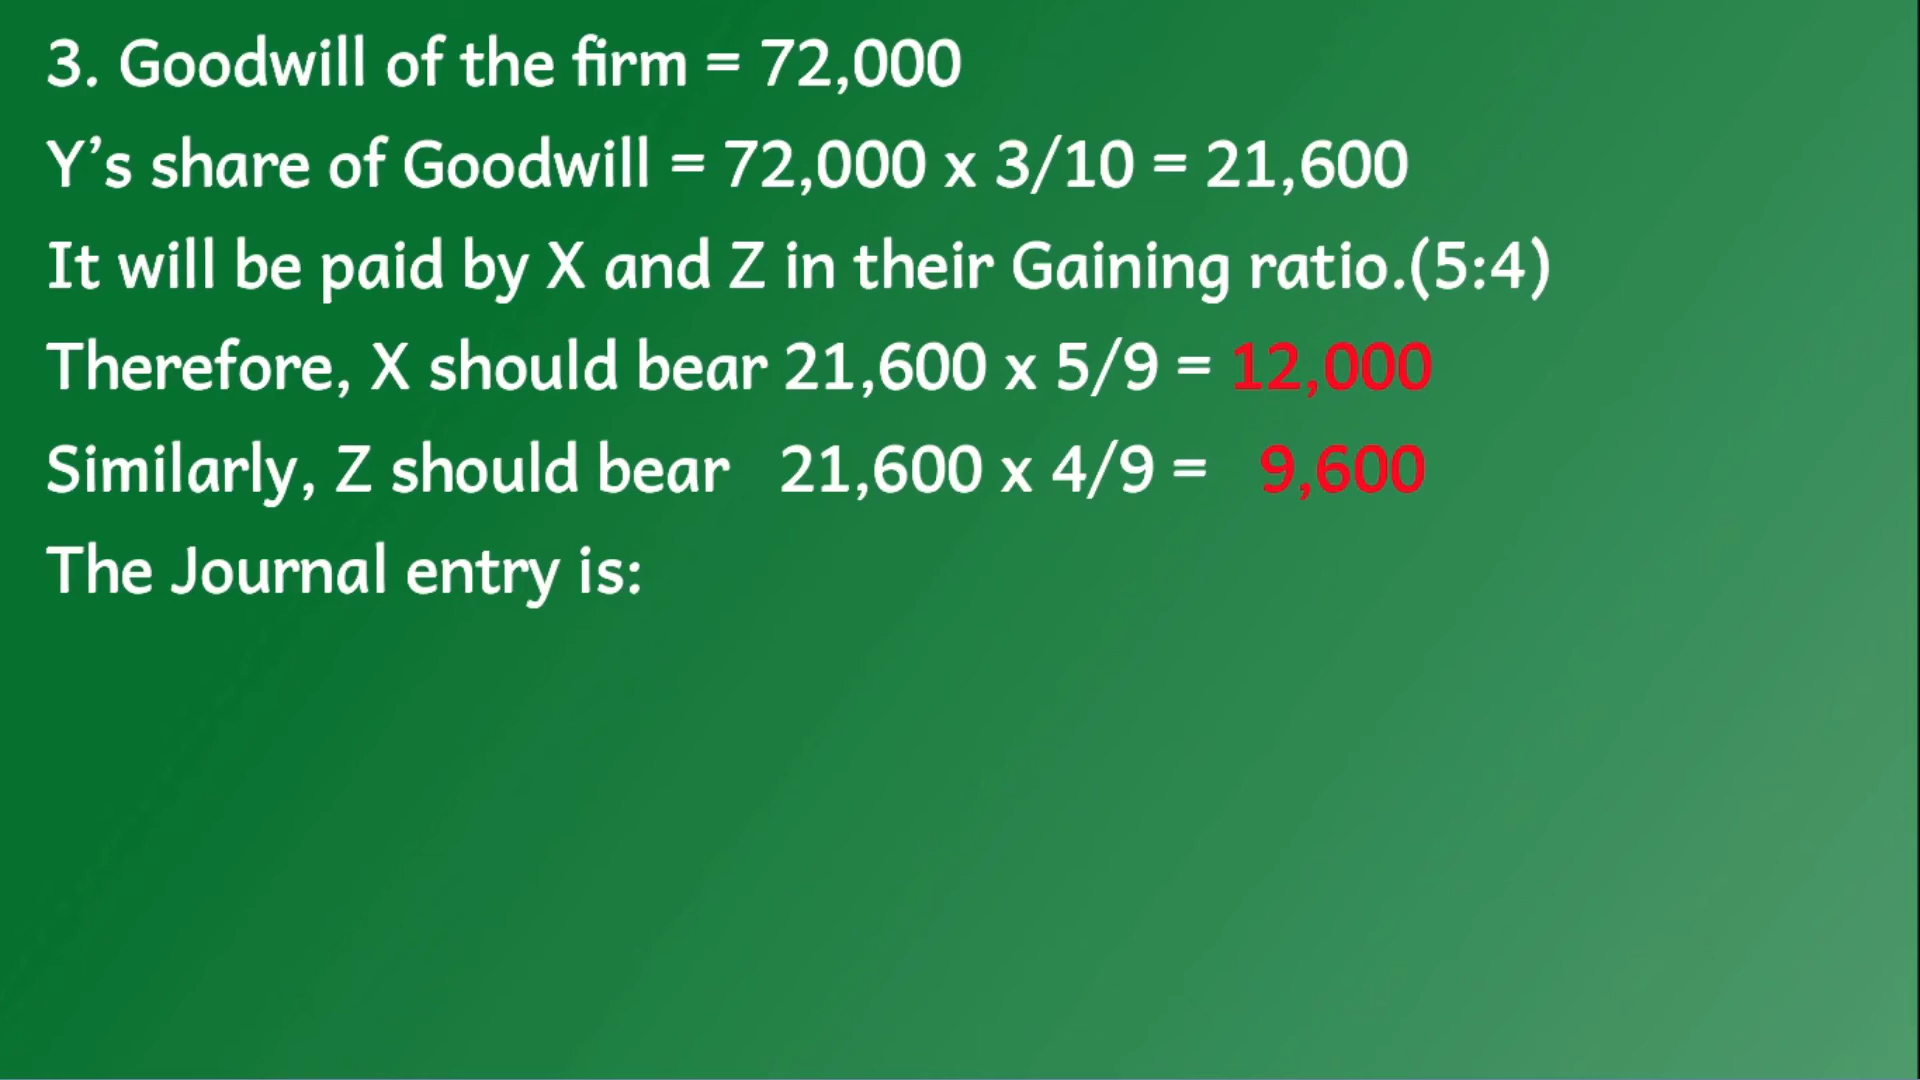 3. Goodwill of the firm = 72,000
Y’s share of Goodwill = 72,000 x 3/10 = 21,600
It will be paid by X and Z in their Gaining ratio.(5:4)
Therefore, X should bear 21,600 x 5/9 = 12,000
Similarly, Z should bear 21,600 x 4/9 = 9,600
The Journal entry is: